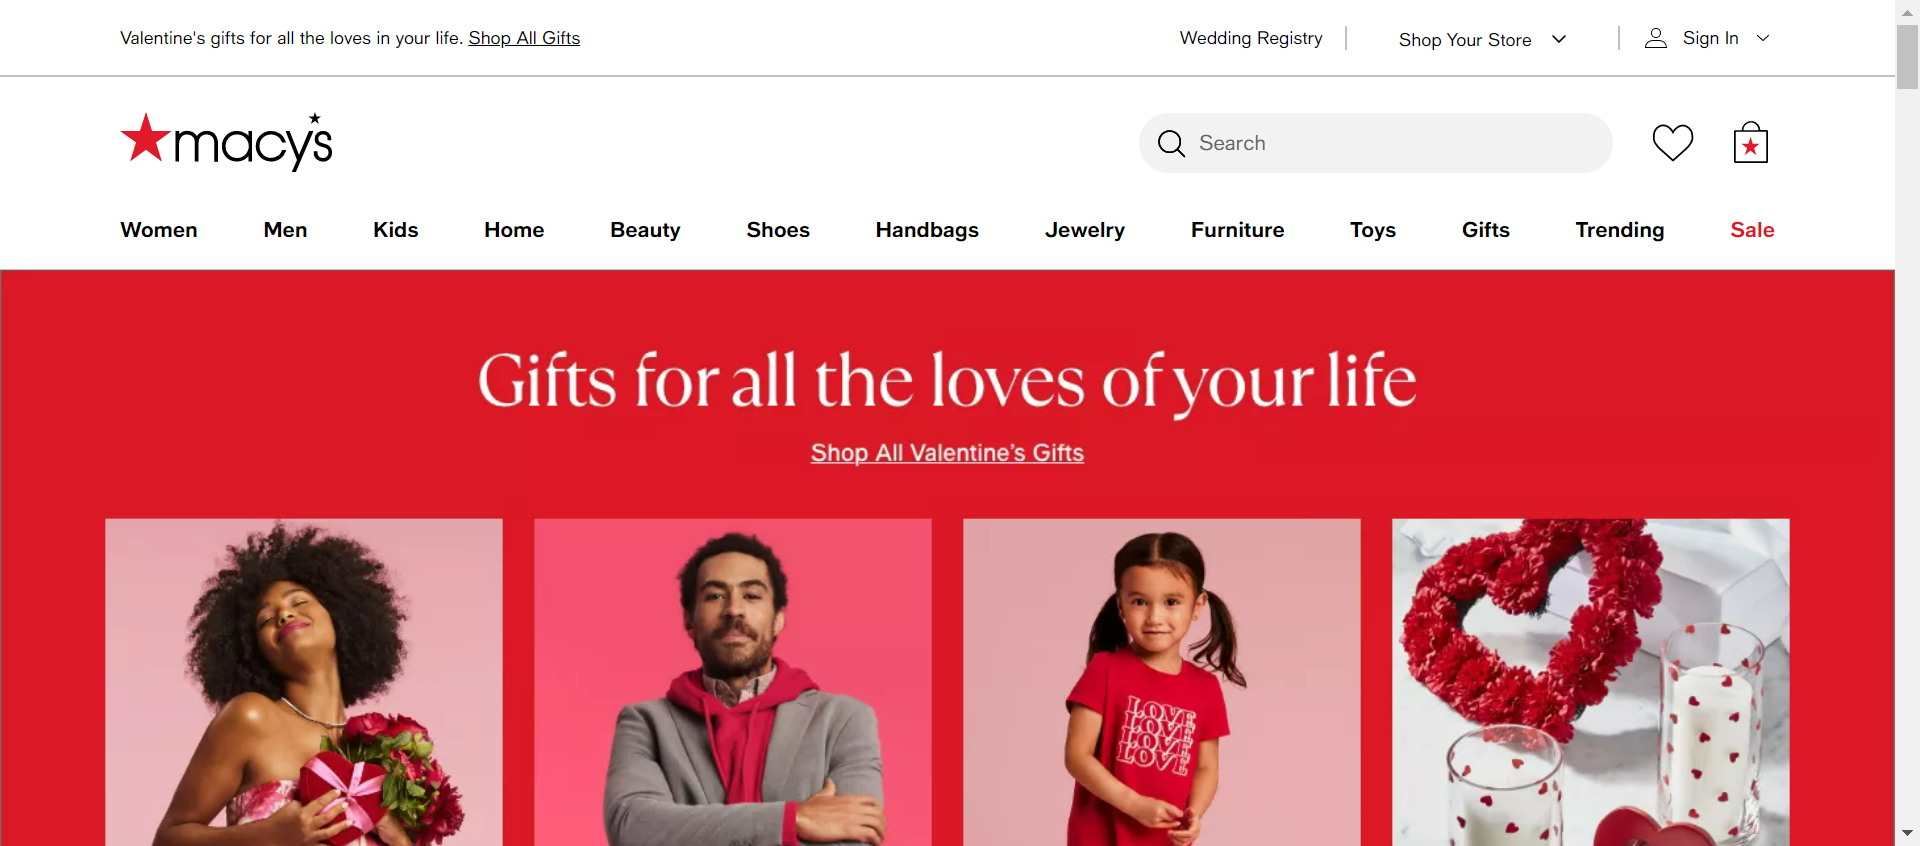 Valentine's gifts for all the loves in your life. Shop All Gifts
Wedding Registry
Shop Your Store
Sign In
macy's
Search
Women Men Kids Home Beauty Shoes Handbags Jewelry Furniture Toys Gifts Trending Sale
Gifts for all the loves of your life
Shop All Valentine's Gifts
LOVE
LOVE
LOVE
LOVE